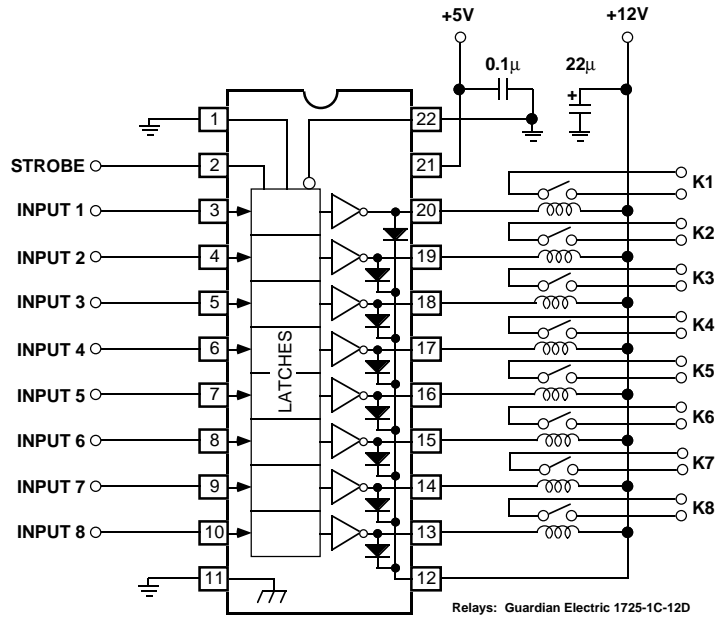 +5V
+12V
0.1µ
22µ
+
1
22
STROBE
2
21
K1
INPUT 1
3
20
K2
INPUT 2
4
19
K3
INPUT 3
5
18
K4
INPUT 4
6
LATCHES
17
K5
INPUT 5
7
16
K6
INPUT 6
8
15
K7
INPUT 7
9
14
K8
INPUT 8
10
13
11
12
Relays: Guardian Electric 1725-1C-12D